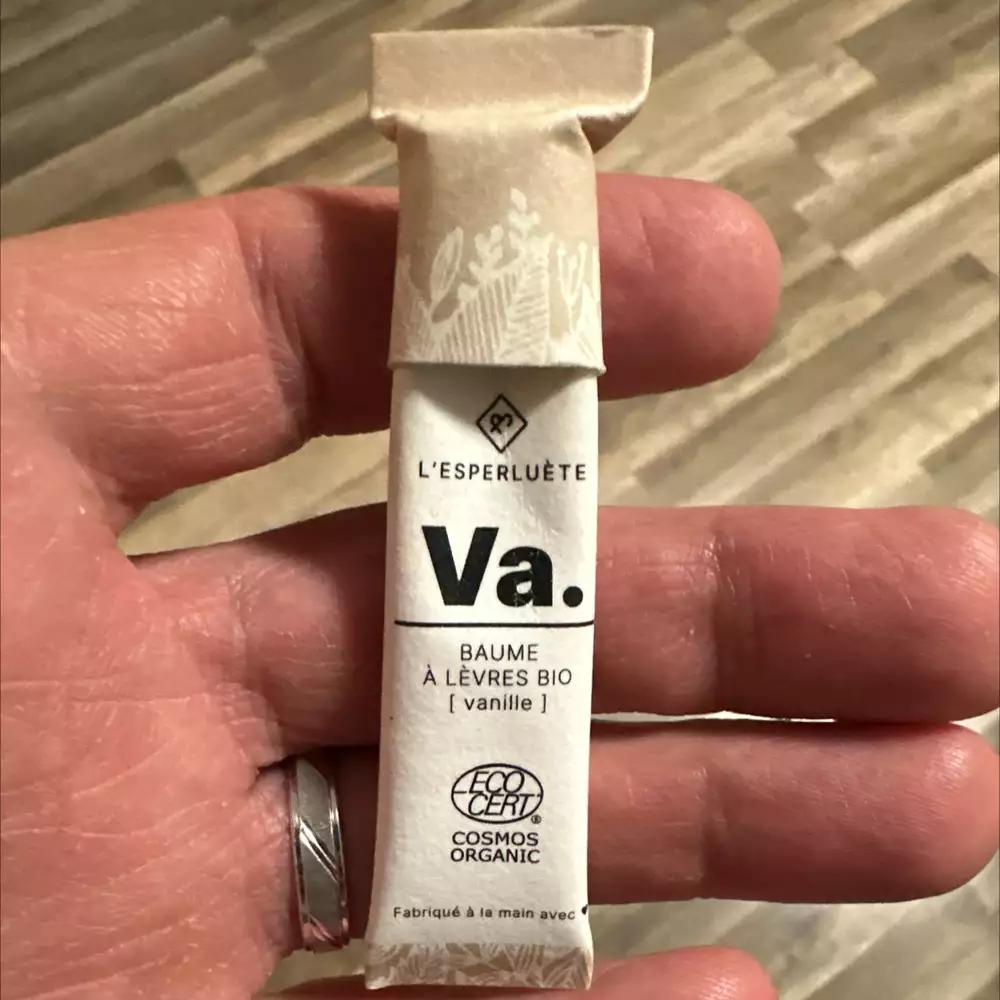 L'ESPERLUÈTE
Va.
BAUME
À LÈVRES BIO
[ vanille ]
ECO
CERT
®
COSMOS
ORGANIC
Fabriqué à la main avec